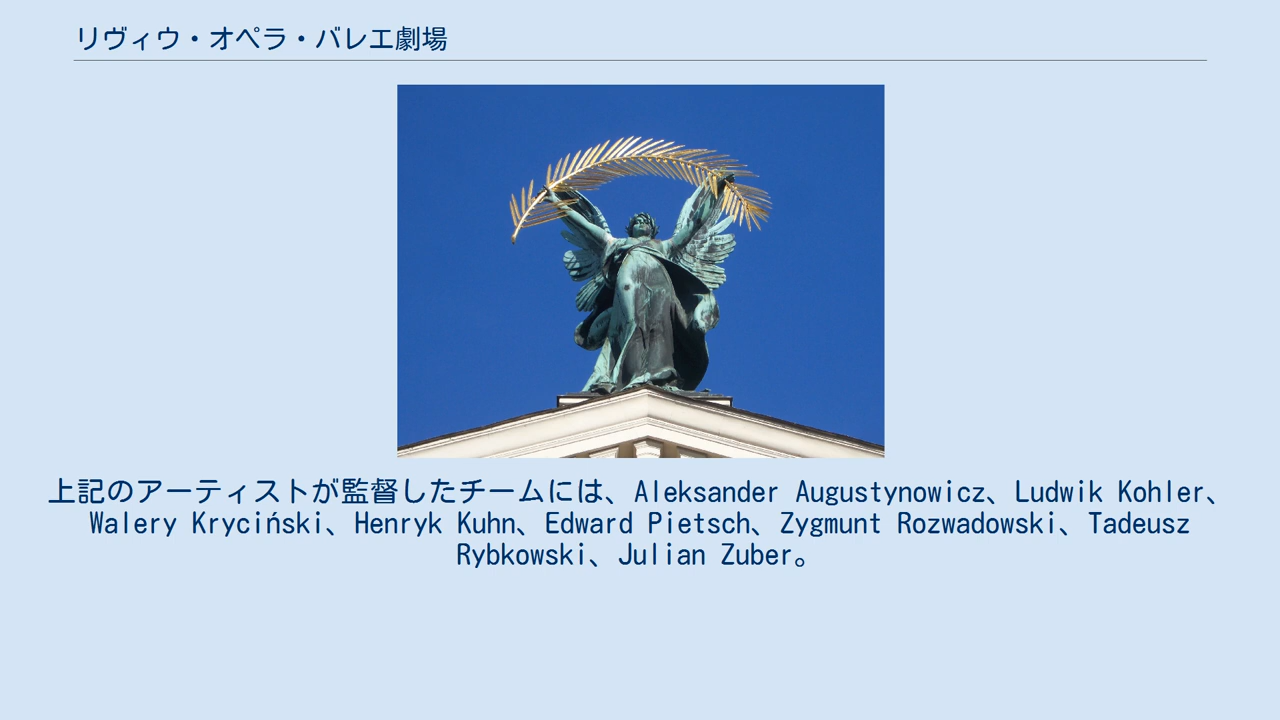 リヴィウ・オペラ・バレエ劇場
上記のアーティストが監督したチームには、Aleksander Augustynowicz、Ludwik Kohler、
Walery Kryciński、Henryk Kuhn、Edward Pietsch、Zygmunt Rozwadowski、Tadeusz
Rybkowski、Julian Zuber。